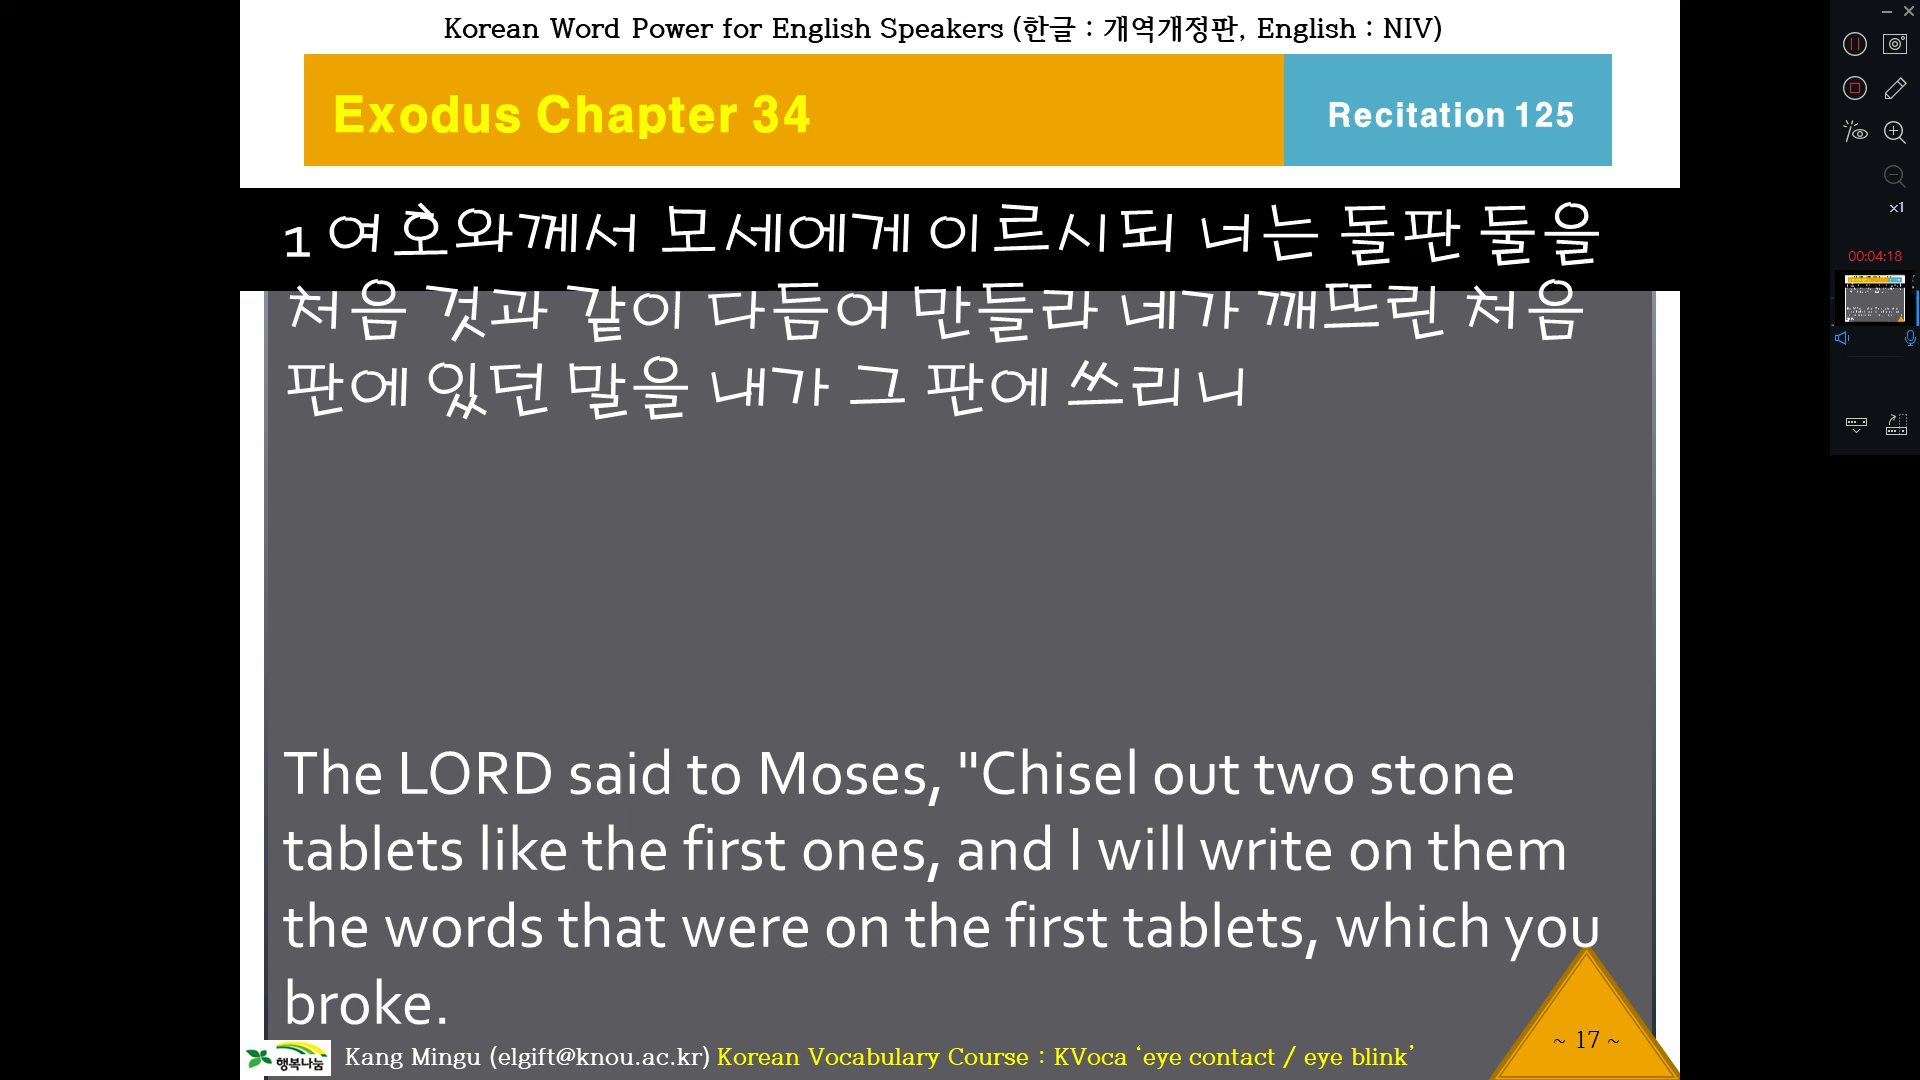 Korean Word Power for English Speakers (한글 : 개역개정판, English : NIV)
Exodus Chapter 34
Recitation 125
1 여호와께서 모세에게 이르시되 너는 돌판 둘을
처음 것과 같이 다듬어 만들라 네가 깨뜨린 처음
판에 있던 말을 내가 그 판에 쓰리니
The LORD said to Moses, "Chisel out two stone
tablets like the first ones, and I will write on them
the words that were on the first tablets, which you
broke.
~ 17 ~
행복나눔
Kang Mingu (elgift@knou.ac.kr) Korean Vocabulary Course : KVoca ‘eye contact / eye blink’
x1
00:04:18